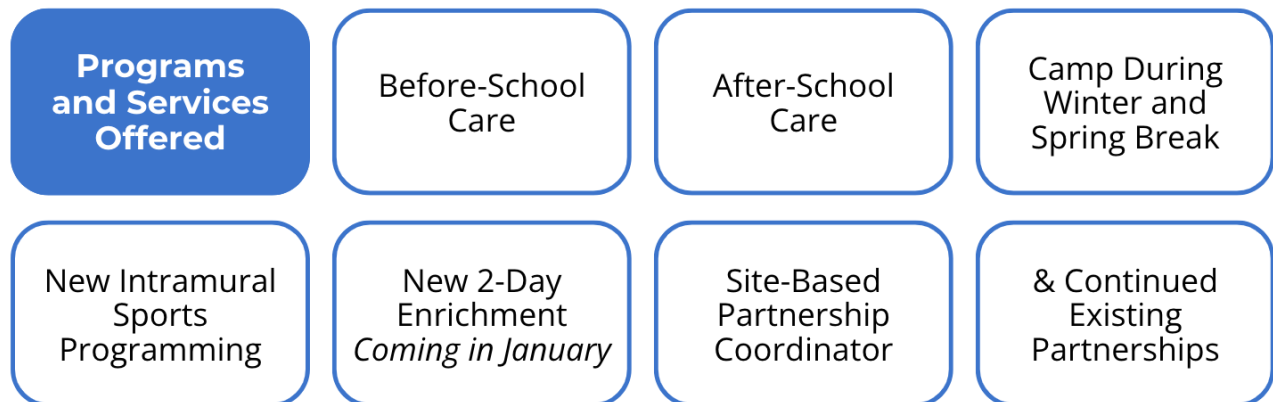 Programs
and Services
Offered
Before-School
Care
After-School
Care
Camp During
Winter and
Spring Break
New Intramural
Sports
Programming
New 2-Day
Enrichment
Coming in January
Site-Based
Partnership
Coordinator
& Continued
Existing
Partnerships